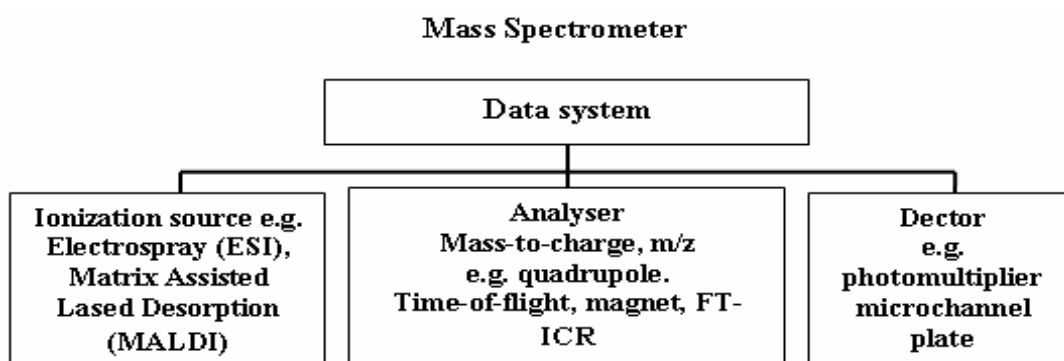 Mass Spectrometer
Data system
Ionization source e.g.
Electrospray (ESI),
Matrix Assisted
Lased Desorption
(MALDI)
Analyser
Mass-to-charge, m/z
e.g. quadrupole.
Time-of-flight, magnet, FT-
ICR
Dector
e.g.
photomultiplier
microchannel
plate